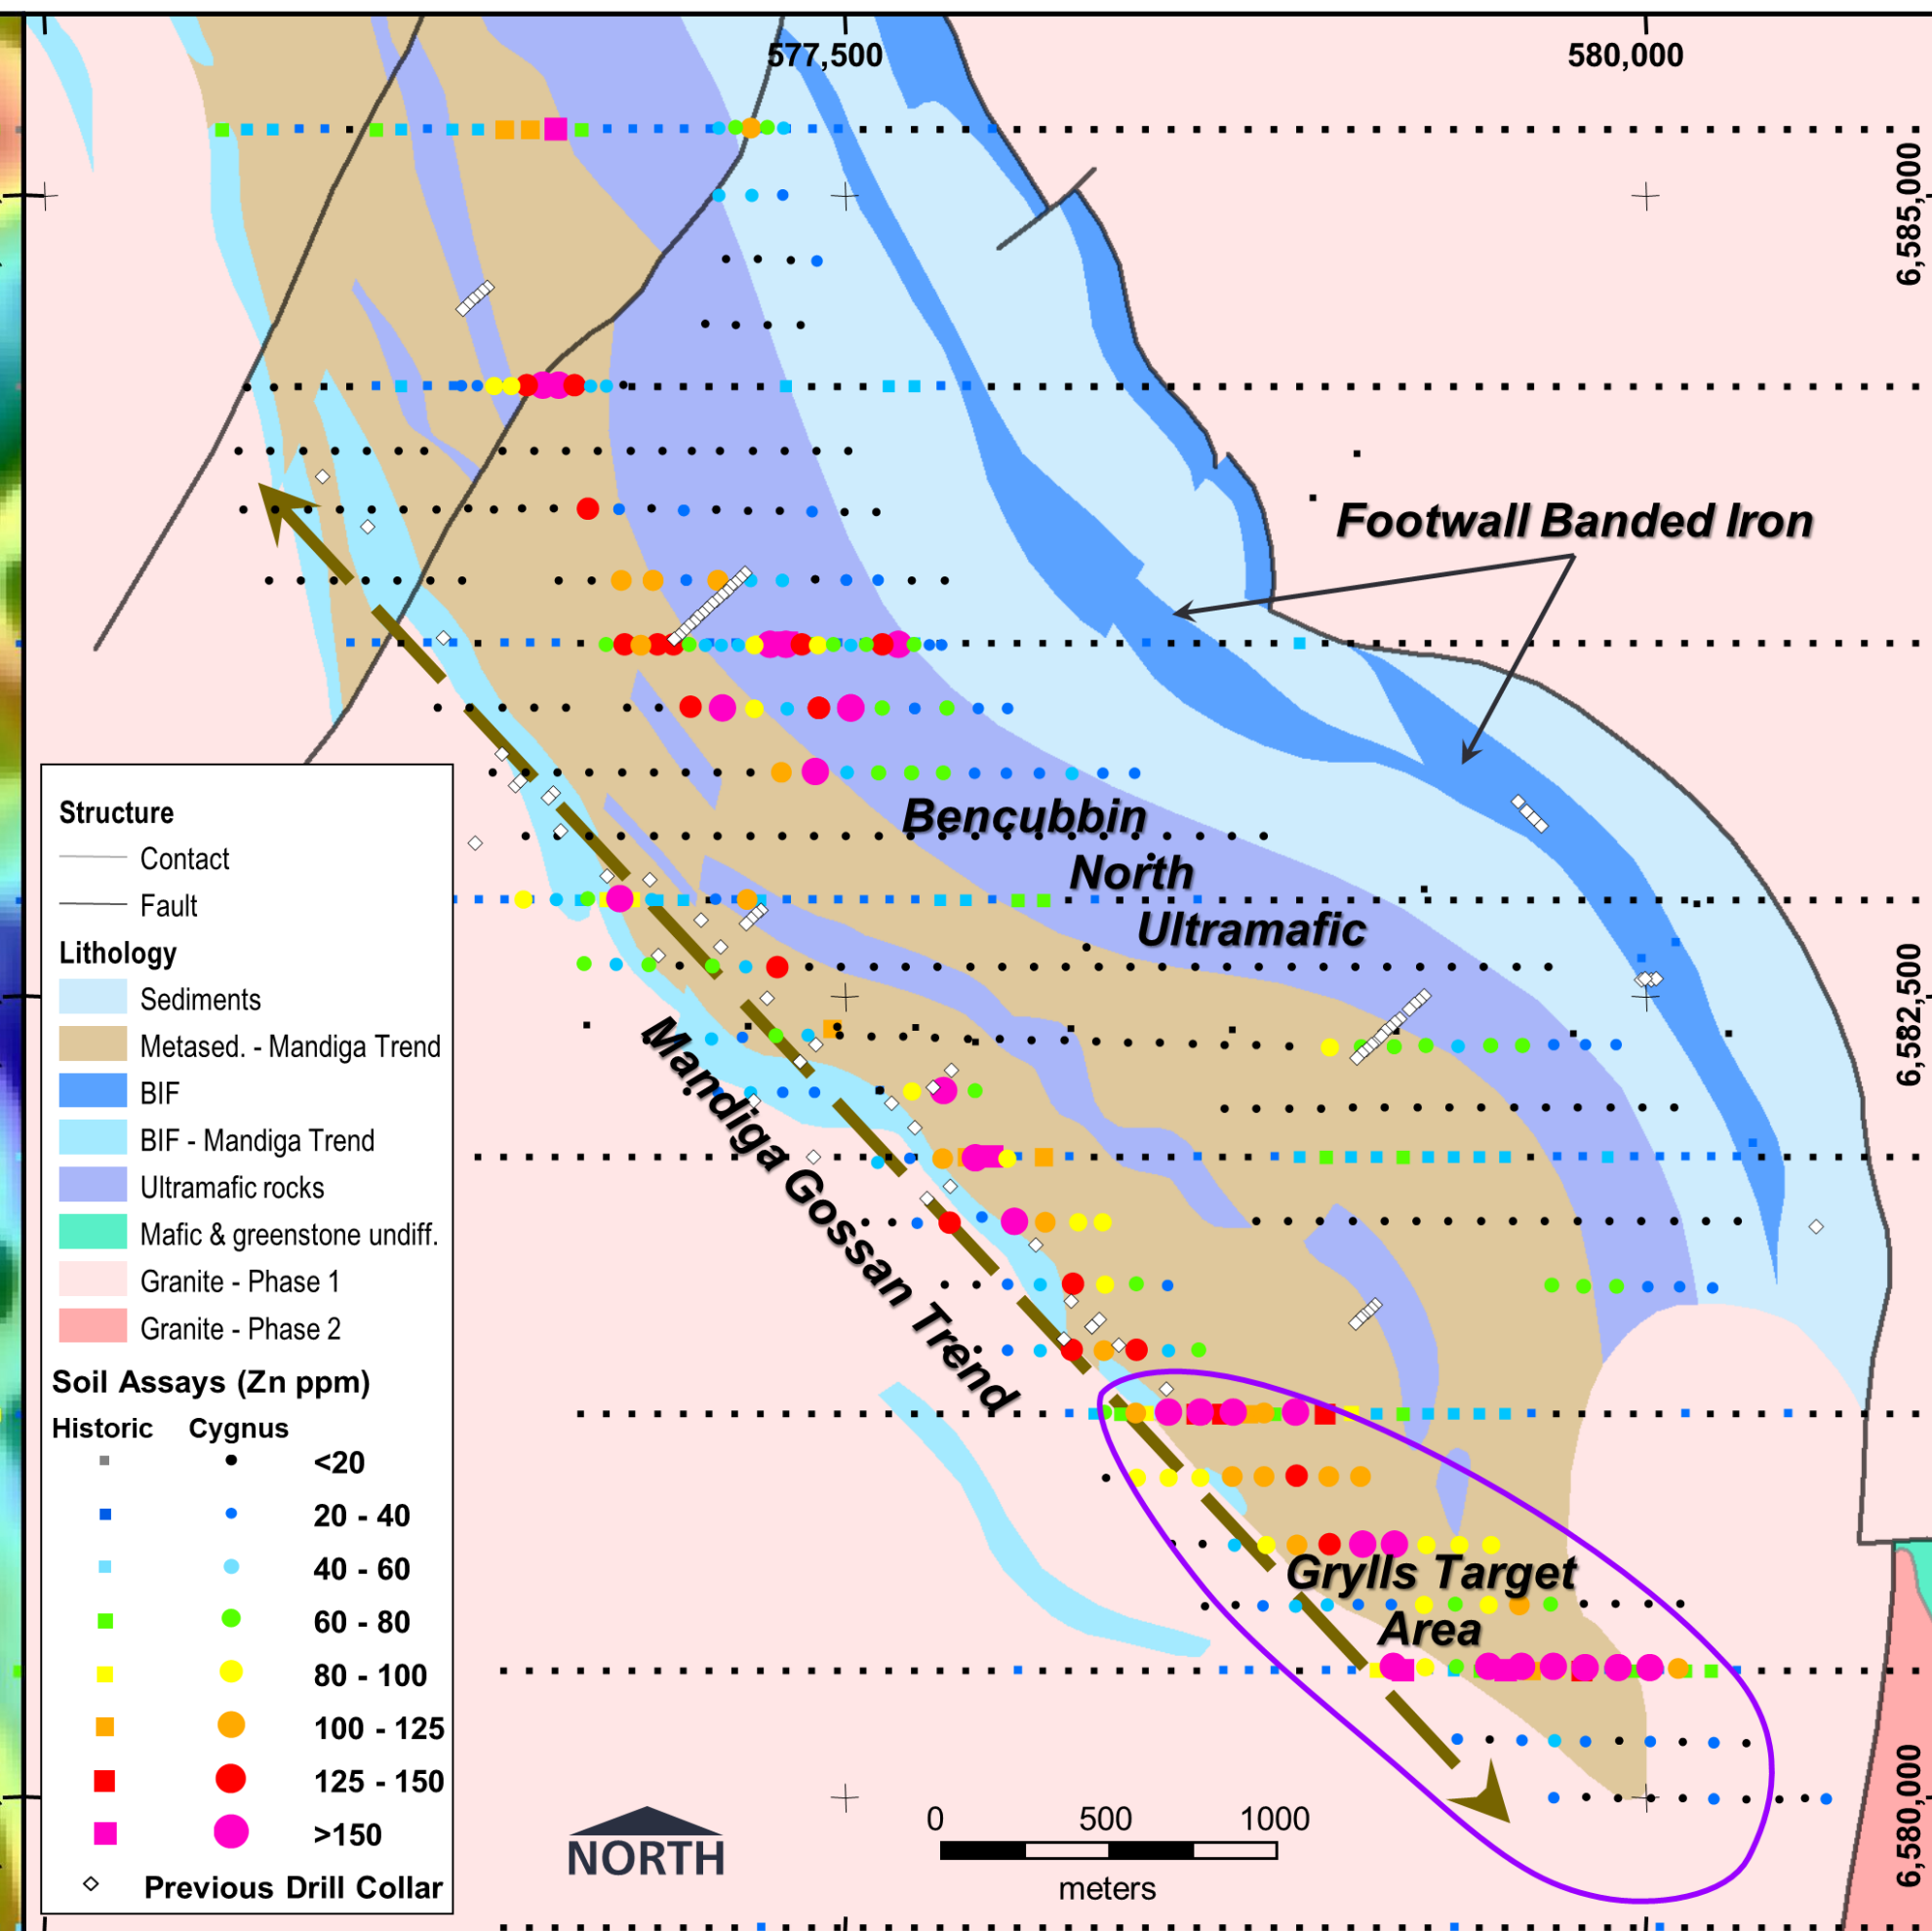 577,500
580,000
6,585,000
Footwall Banded Iron
Bencubbin
North
Ultramafic
6,582,500
Mandiga Gossan Trend
Grylls Target
Area
6,580,000
Structure
Contact
Fault
Lithology
Sediments
Metased. - Mandiga Trend
BIF
BIF - Mandiga Trend
Ultramafic rocks
Mafic & greenstone undiff.
Granite - Phase 1
Granite - Phase 2
Soil Assays (Zn ppm)
Historic Cygnus
<20
20 - 40
40 - 60
60 - 80
80 - 100
100 - 125
125 - 150
>150
Previous Drill Collar
NORTH
0 500 1000
meters